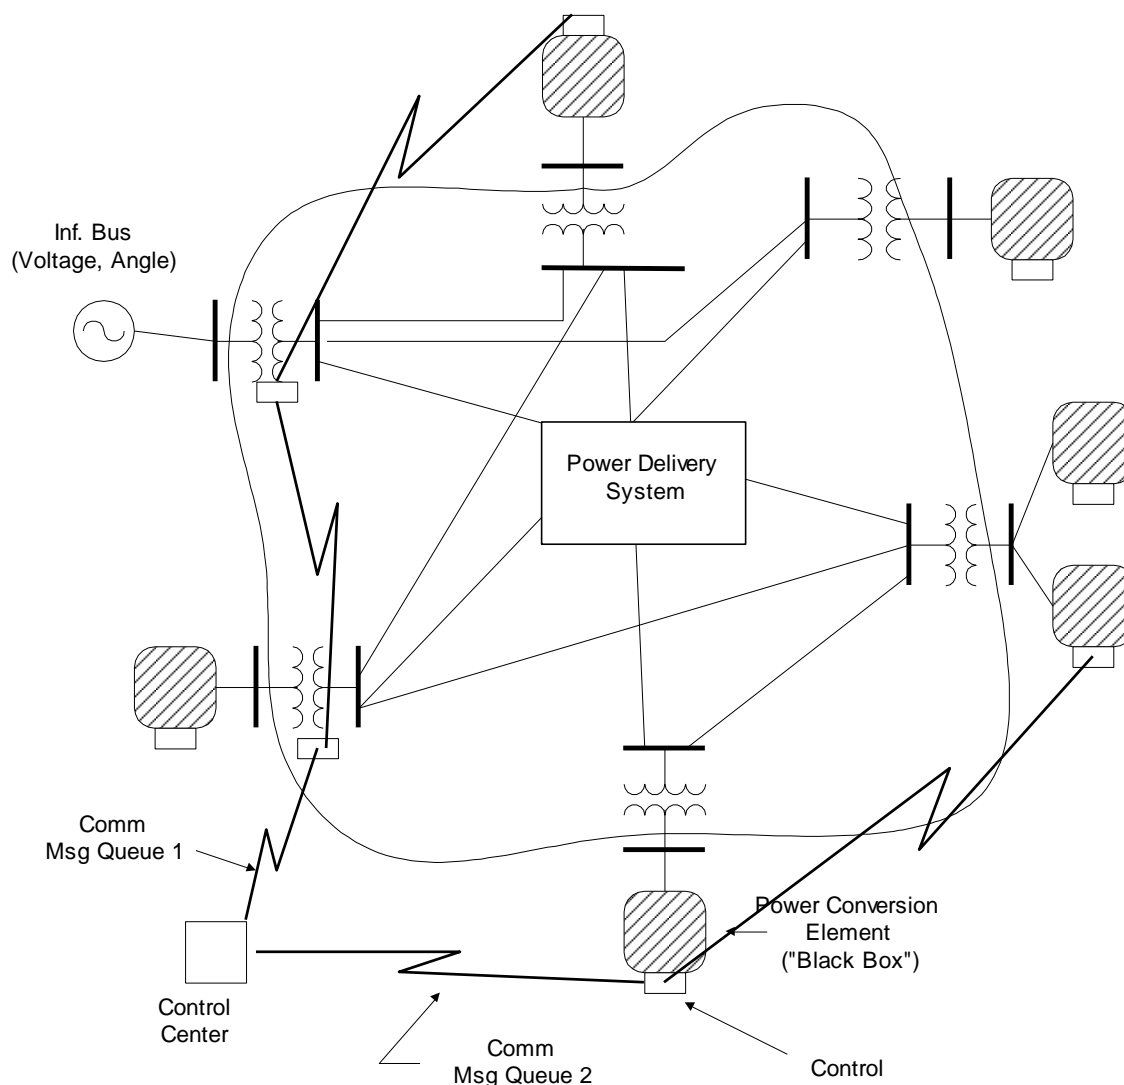 Inf. Bus
(Voltage, Angle)
Power Delivery
System
Comm
Msg Queue 1
Power Conversion
Element
("Black Box")
Control
Center
Comm
Msg Queue 2
Control